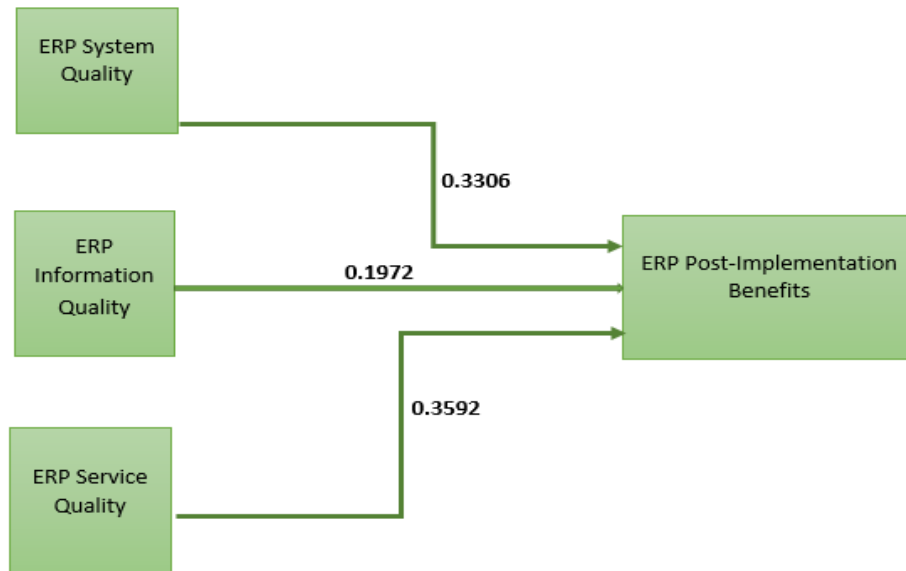 ERP System
Quality
0.3306
ERP
Information
Quality
0.1972
ERP Post-Implementation
Benefits
0.3592
ERP Service
Quality